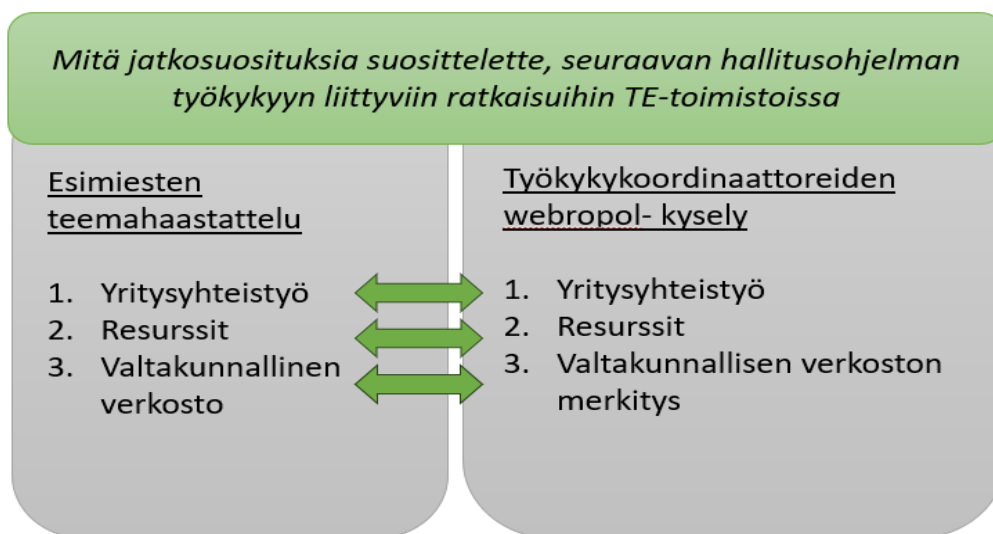 Mitä jatkosuosituksia suosittelette, seuraavan hallitusohjelman
työkykyyn liittyviin ratkaisuihin TE-toimistoissa
Esimiesten
teemahaastattelu
1. Yritysyhteistyö
2. Resurssit
3. Valtakunnallinen
verkosto
Työkykykoordinaattoreiden
webropol- kysely
1. Yritysyhteistyö
2. Resurssit
3. Valtakunnallisen verkoston
merkitys